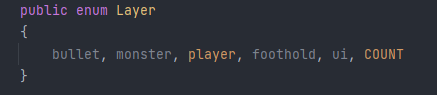 public enum Layer
{
bullet, monster, player, foothold, ui, COUNT
}